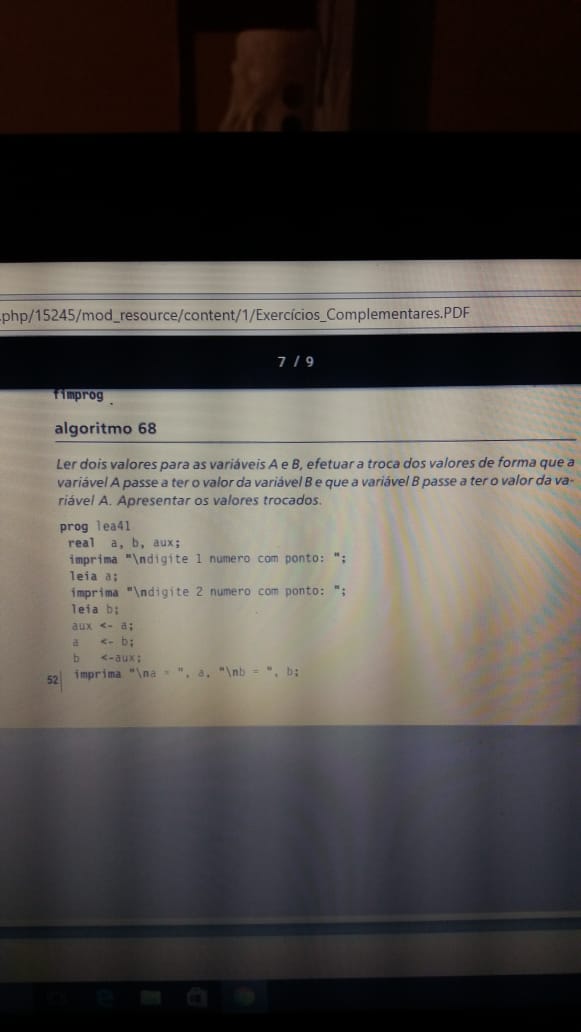 .php/15245/mod_resource/content/1/Exercícios_Complementares.PDF
7 / 9
fimprog
algoritmo 68
Ler dois valores para as variáveis A e B, efetuar a troca dos valores de forma que a
variável A passe a ter o valor da variável B e que a variável B passe a ter o valor da va-
riável A. Apresentar os valores trocados.
prog lea41
real a, b, aux;
imprima "\ndigite 1 numero com ponto: ";
leia a;
imprima "\ndigite 2 numero com ponto: ";
leia b;
aux <- a;
a <- b;
b <-aux;
imprima "\na = ", a, "\nb = ", b;
52